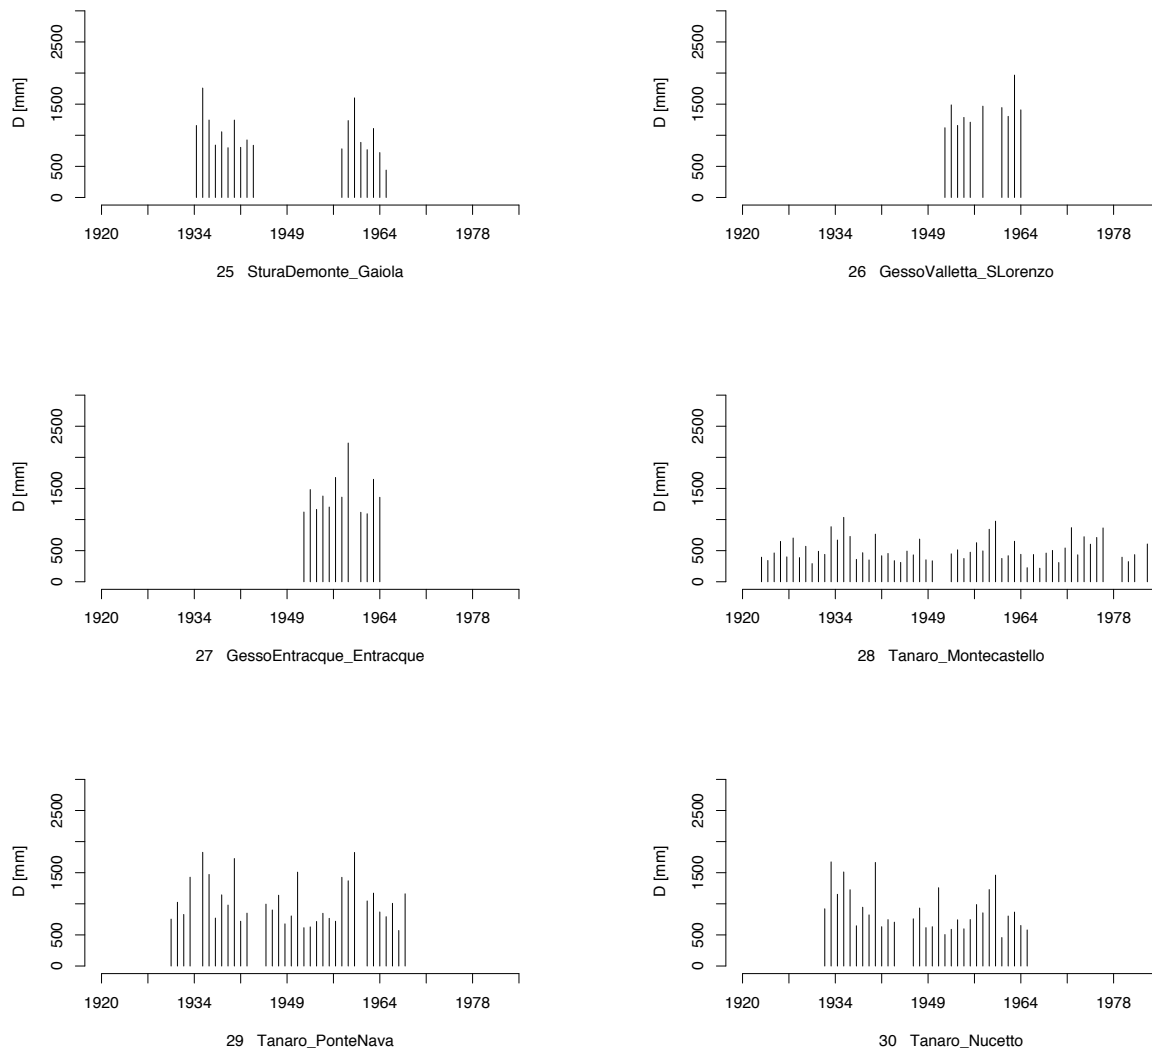 2500
1500
500
0
D [mm]
1920 1934 1949 1964 1978
25 SturaDemonte_Gaiola
2500
1500
500
0
D [mm]
1920 1934 1949 1964 1978
26 GessoValletta_SLorenzo
2500
1500
500
0
D [mm]
1920 1934 1949 1964 1978
27 GessoEntracque_Entracque
2500
1500
500
0
D [mm]
1920 1934 1949 1964 1978
28 Tanaro_Montecastello
2500
1500
500
0
D [mm]
1920 1934 1949 1964 1978
29 Tanaro_PonteNava
2500
1500
500
0
D [mm]
1920 1934 1949 1964 1978
30 Tanaro_Nucetto